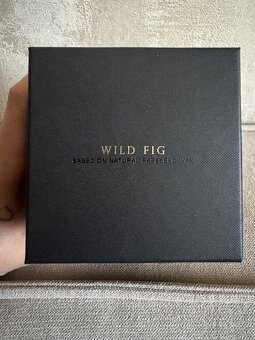 WILD FIG
BASED ON NATURAL RAPESEED WAX